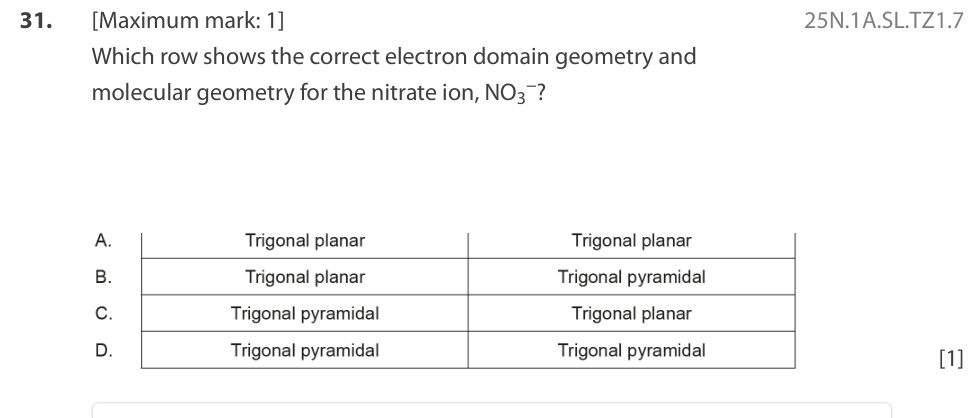 31. [Maximum mark: 1] 25N.1A.SL.TZ1.7
Which row shows the correct electron domain geometry and
molecular geometry for the nitrate ion, NO₃⁻?
A. Trigonal planar Trigonal planar
B. Trigonal planar Trigonal pyramidal
C. Trigonal pyramidal Trigonal planar
D. Trigonal pyramidal Trigonal pyramidal
[1]